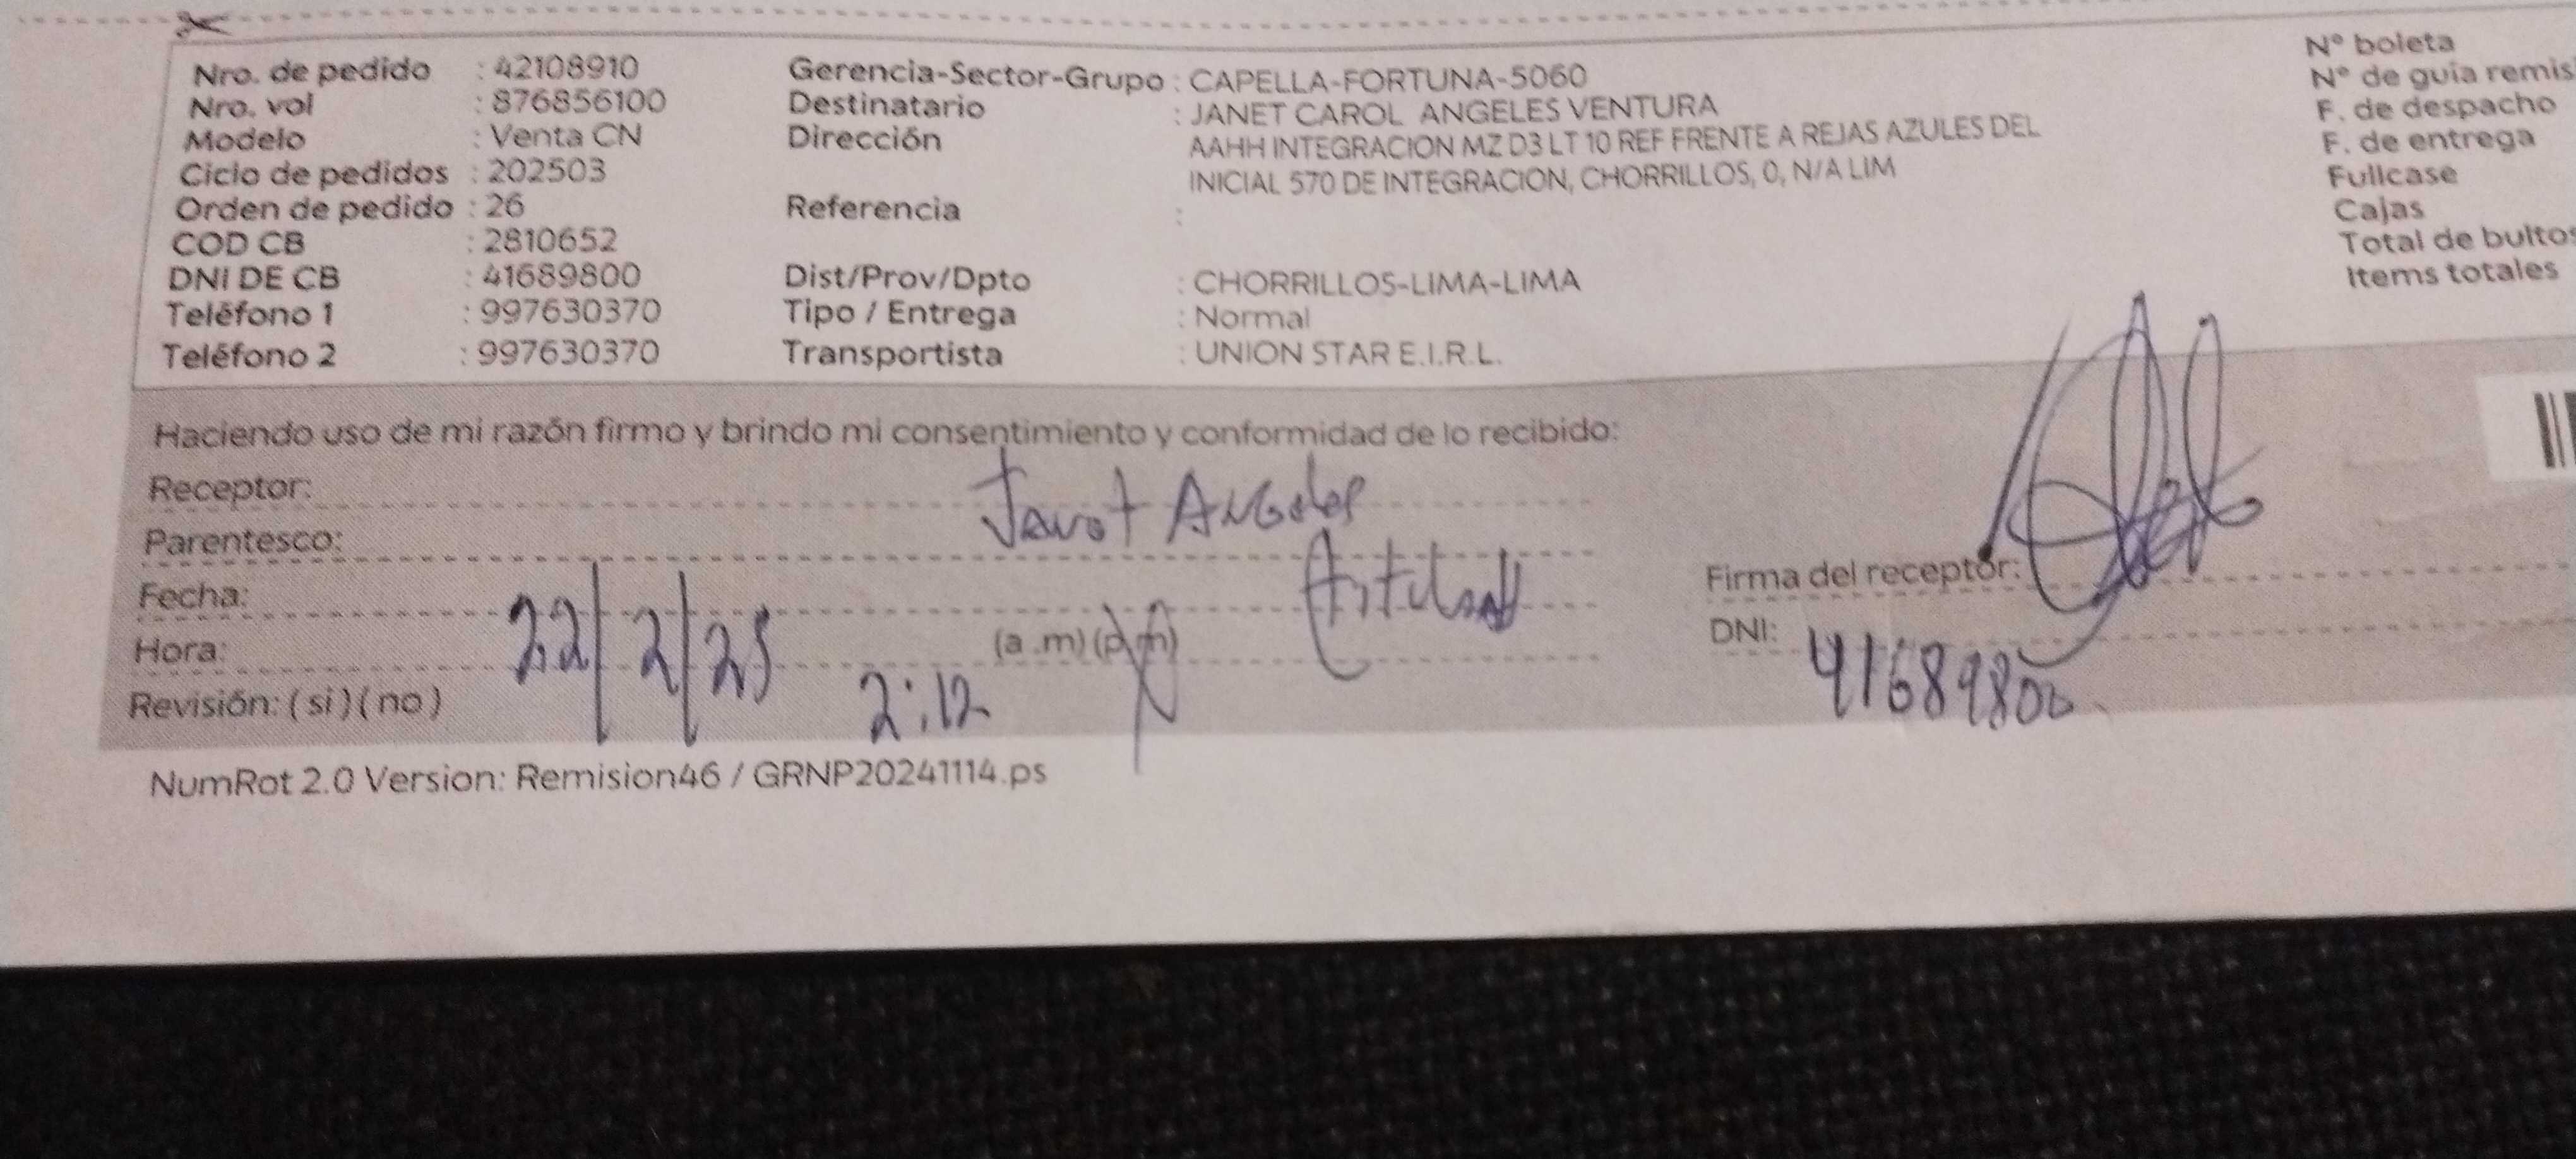 Nro. de pedido : 42108910 Gerencia-Sector-Grupo : CAPELLA-FORTUNA-5060 N° boleta
Nro. vol : 876856100 Destinatario : JANET CAROL ANGELES VENTURA N° de guía remis
Modelo : Venta CN Dirección AAHH INTEGRACION MZ D3 LT 10 REF FRENTE A REJAS AZULES DEL F. de despacho
Ciclo de pedidos : 202503 INICIAL 570 DE INTEGRACION, CHORRILLOS, 0, N/A LIM F. de entrega
Orden de pedido : 26 Referencia : Fullcase
COD CB : 2810652 Cajas
DNI DE CB : 41689800 Dist/Prov/Dpto : CHORRILLOS-LIMA-LIMA Total de bultos
Teléfono 1 : 997630370 Tipo / Entrega : Normal Items totales
Teléfono 2 : 997630370 Transportista : UNION STAR E.I.R.L.
Haciendo uso de mi razón firmo y brindo mi consentimiento y conformidad de lo recibido:
Receptor: Janet Angeles
Parentesco:
Fecha: 22/2/25 Firma del receptor:
Hora: 2:12 (a .m) (p.m) DNI: 41689800
Revisión: ( si ) ( no )
NumRot 2.0 Version: Remision46 / GRNP20241114.ps